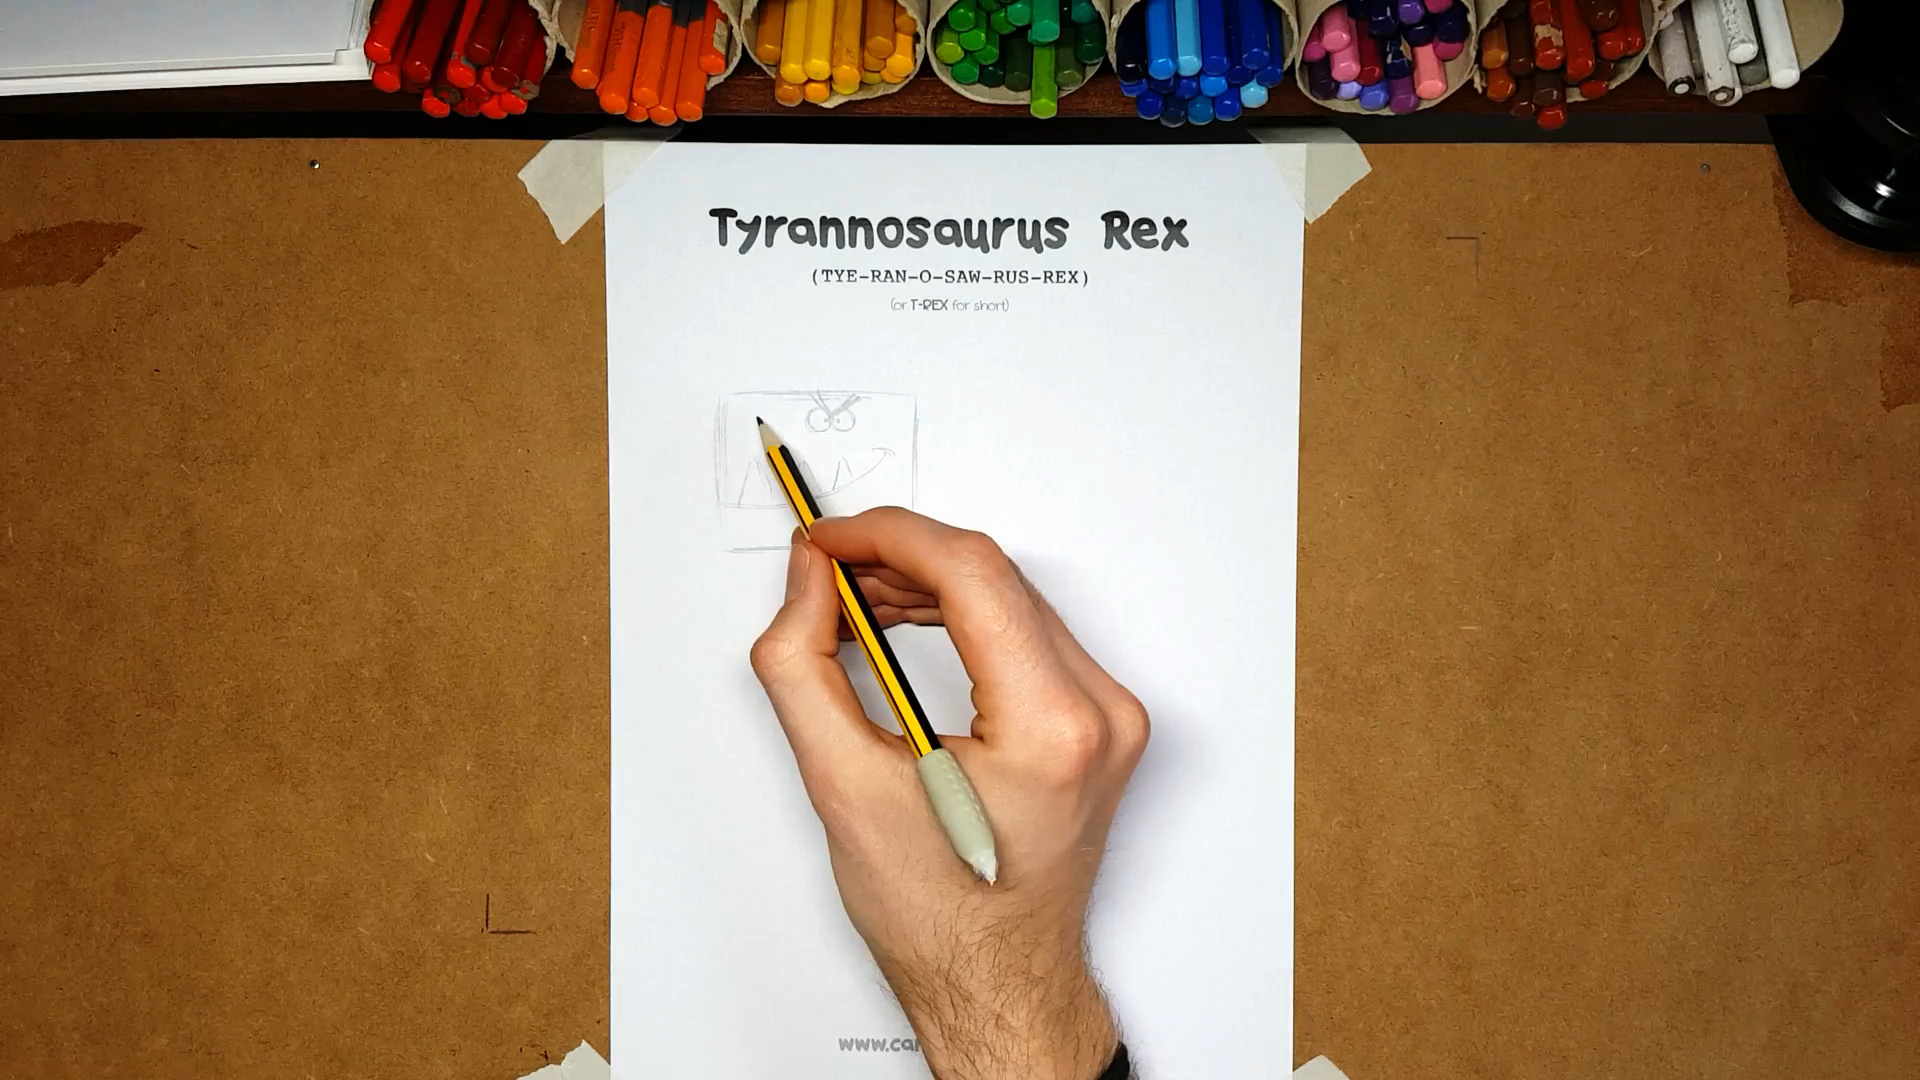 Tyrannosaurus Rex
(TYE-RAN-O-SAW-RUS-REX)
(or T-REX for short)